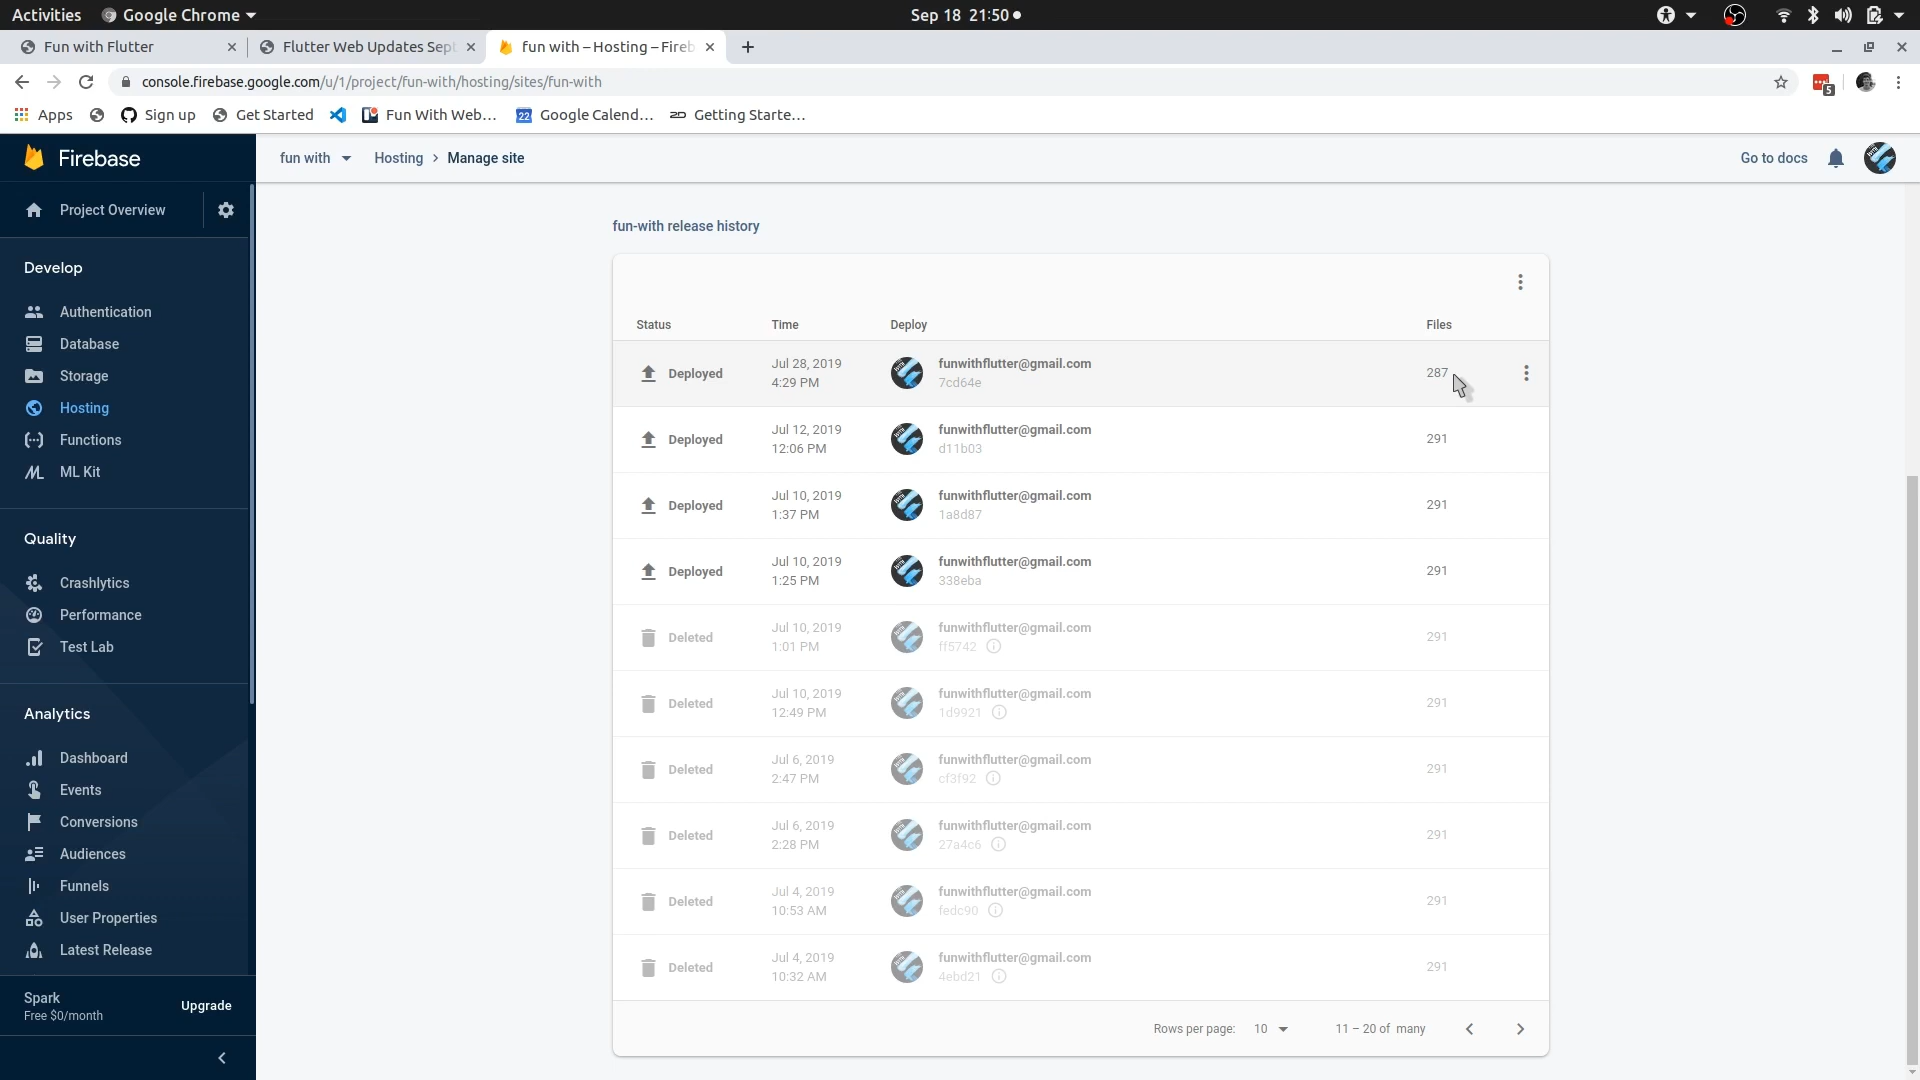 Activities Google Chrome Sep 18 21:50
Fun with Flutter Flutter Web Updates Sept fun with – Hosting – Fireb
console.firebase.google.com/u/1/project/fun-with/hosting/sites/fun-with 5
Apps Sign up Get Started Fun With Web... 22 Google Calend... Getting Starte...
Firebase fun with Hosting Manage site Go to docs
Project Overview
Develop
Authentication
Database
Storage
Hosting
Functions
ML Kit
Quality
Crashlytics
Performance
Test Lab
Analytics
Dashboard
Events
Conversions
Audiences
Funnels
User Properties
Latest Release
Spark
Free $0/month
Upgrade
fun-with release history
Status Time Deploy Files
Deployed Jul 28, 2019 4:29 PM funwithflutter@gmail.com 7cd64e 287
Deployed Jul 12, 2019 12:06 PM funwithflutter@gmail.com d11b03 291
Deployed Jul 10, 2019 1:37 PM funwithflutter@gmail.com 1a8d87 291
Deployed Jul 10, 2019 1:25 PM funwithflutter@gmail.com 338eba 291
Deleted Jul 10, 2019 1:01 PM funwithflutter@gmail.com ff5742 291
Deleted Jul 10, 2019 12:49 PM funwithflutter@gmail.com 1d9921 291
Deleted Jul 6, 2019 2:47 PM funwithflutter@gmail.com cf3f92 291
Deleted Jul 6, 2019 2:28 PM funwithflutter@gmail.com 27a4c6 291
Deleted Jul 4, 2019 10:53 AM funwithflutter@gmail.com fedc90 291
Deleted Jul 4, 2019 10:32 AM funwithflutter@gmail.com 4ebd21 291
Rows per page: 10 11 – 20 of many